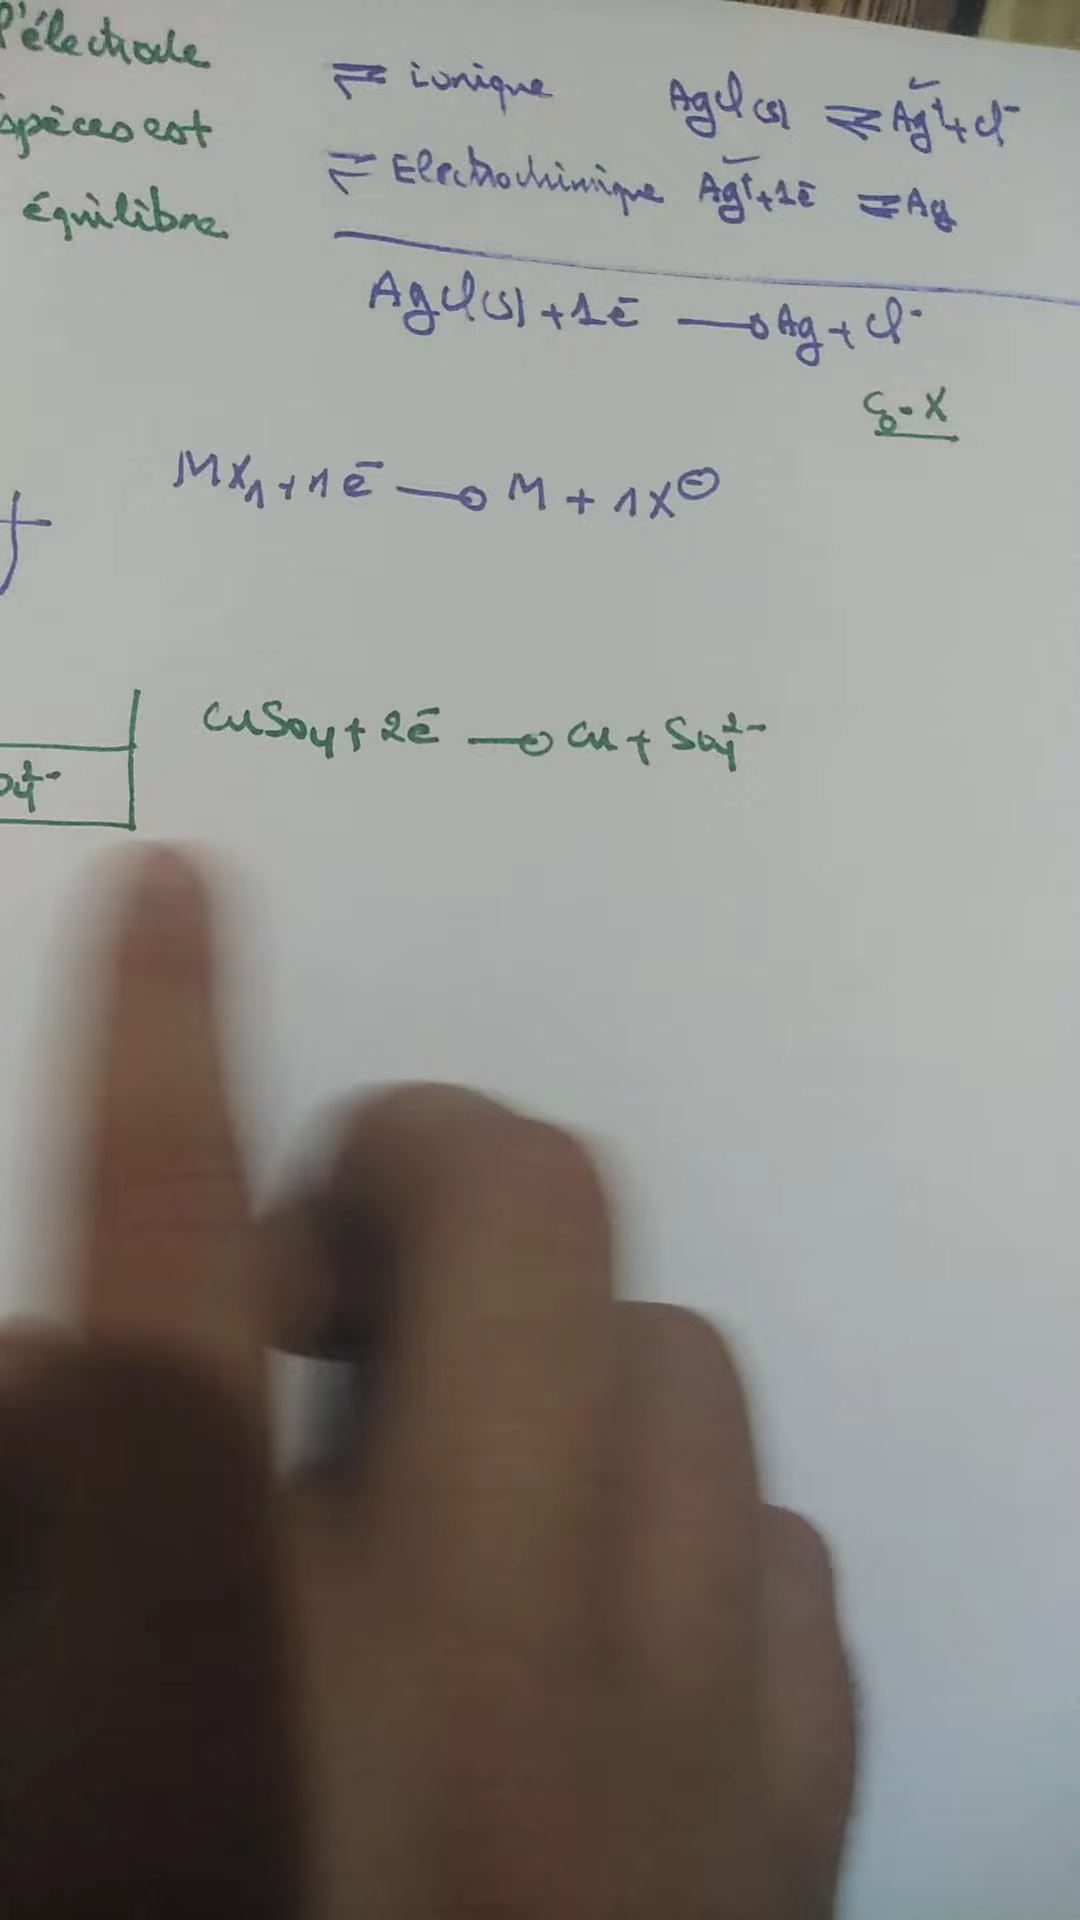 l'électrode
espèces est
équilibre
⇌ ionique AgCl(s) ⇌ Ag⁺ + Cl⁻
⇌ Electrochimique Ag⁺ + 1ē ⇌ Ag
AgCl(s) + 1ē → Ag + Cl⁻
MX₁ + 1ē → M + 1X⊖
CuSO₄ + 2ē → Cu + SO₄²⁻
O₄²⁻